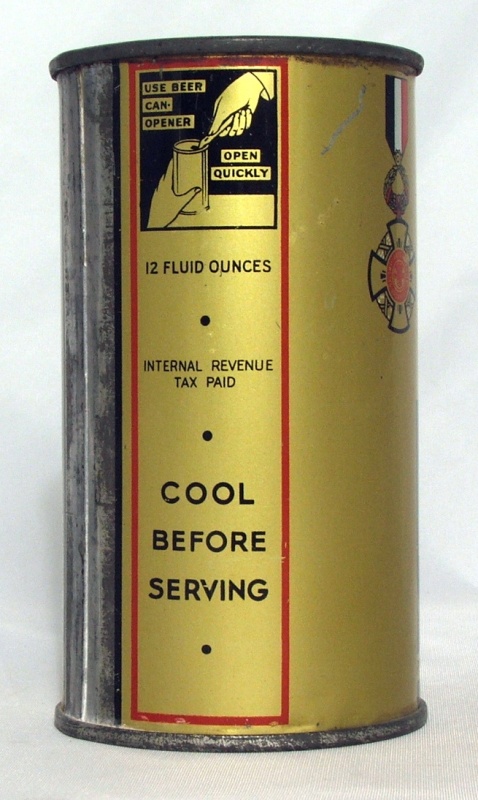 USE BEER
CAN-
OPENER
OPEN
QUICKLY
12 FLUID OUNCES
INTERNAL REVENUE
TAX PAID
COOL
BEFORE
SERVING